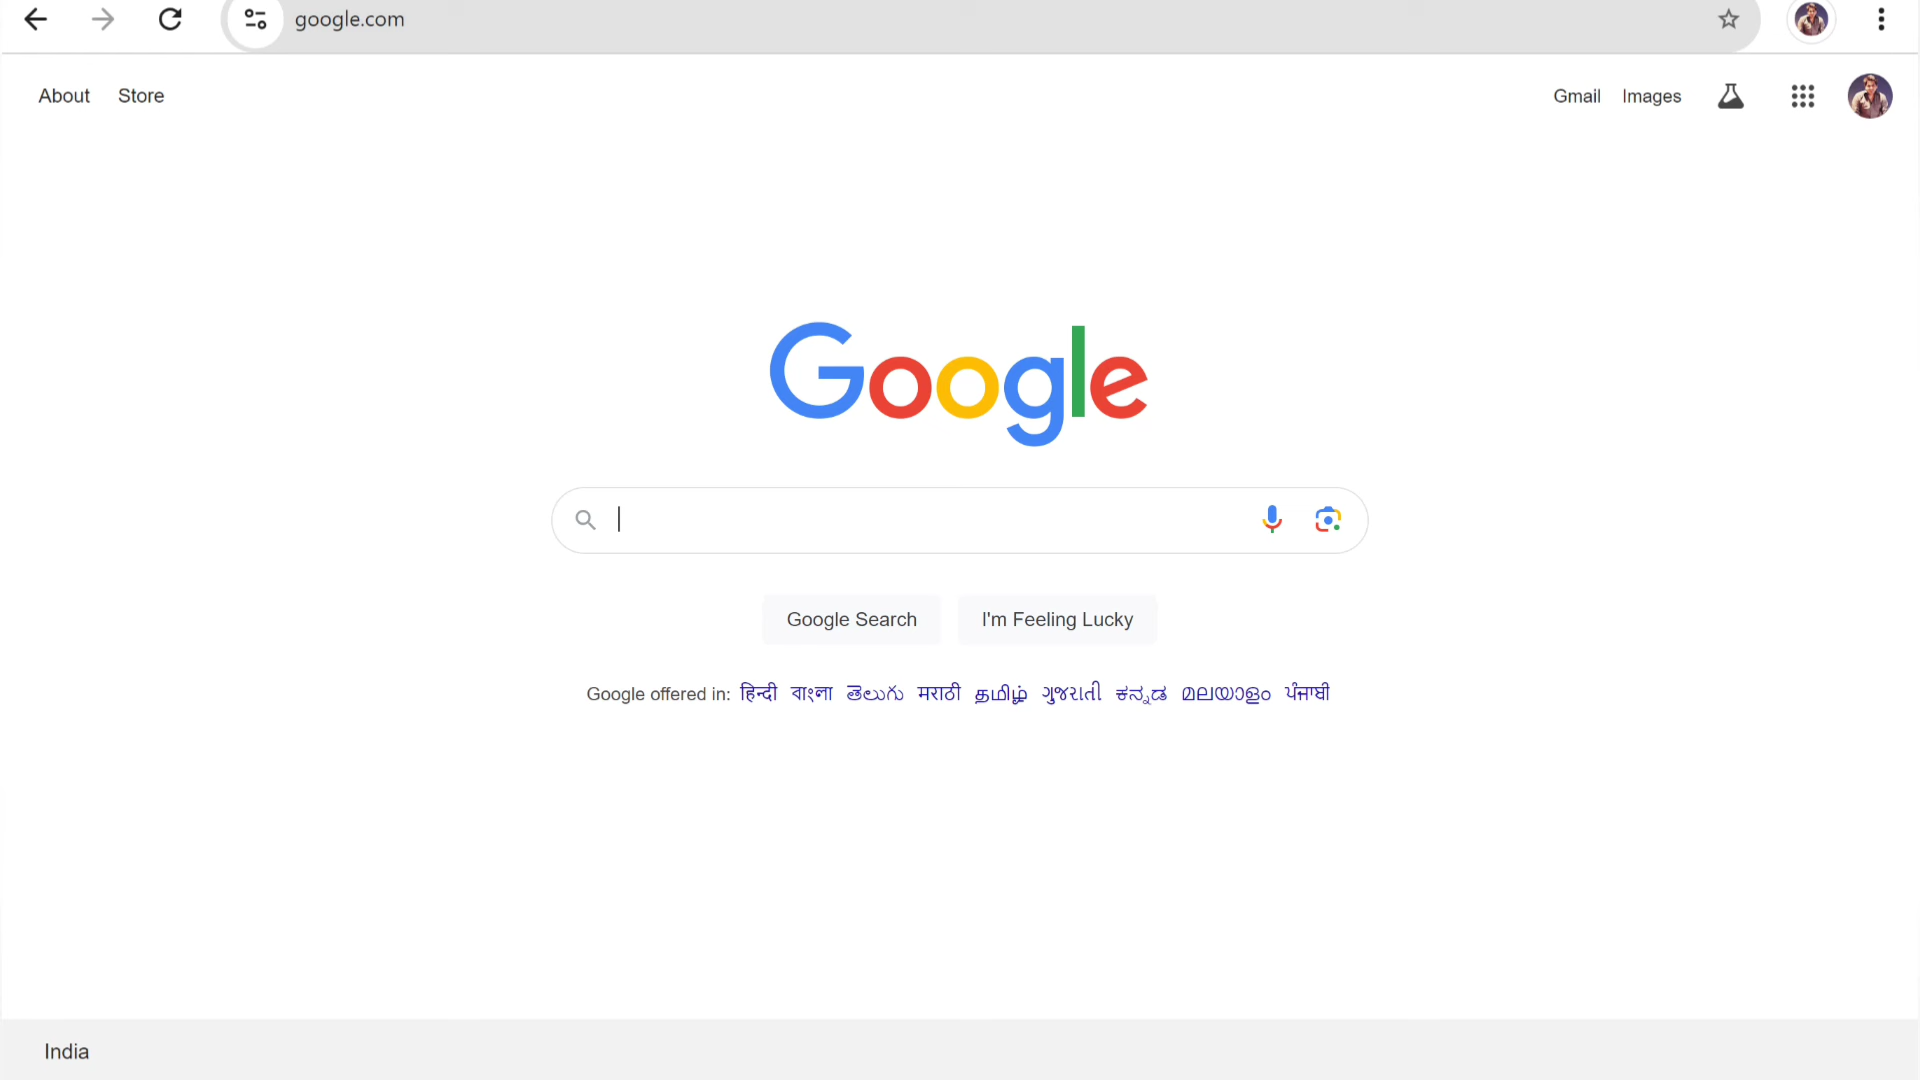 google.com
About Store Gmail Images
Google
Google Search I'm Feeling Lucky
Google offered in: हिन्दी বাংলা తెలుగు मराठी தமிழ் ગુજરાતી ಕನ್ನಡ മലയാളം ਪੰਜਾਬੀ
India